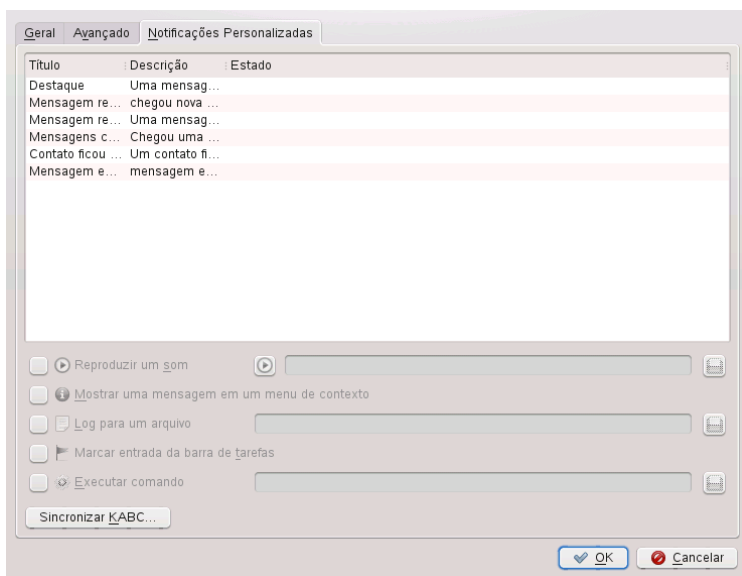 Geral Avançado Notificações Personalizadas
Título Descrição Estado
Destaque Uma mensag...
Mensagem re... chegou nova ...
Mensagem re... Uma mensag...
Mensagens c... Chegou uma ...
Contato ficou ... Um contato fi...
Mensagem e... mensagem e...
Reproduzir um som
Mostrar uma mensagem em um menu de contexto
Log para um arquivo
Marcar entrada da barra de tarefas
Executar comando
Sincronizar KABC...
OK Cancelar